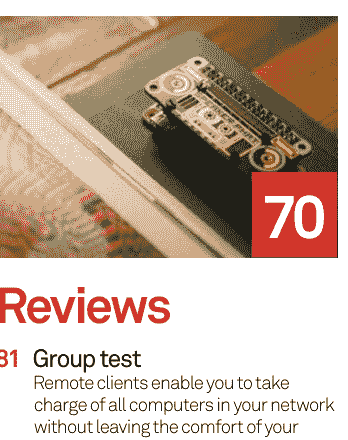 70
Reviews
81 Group test
Remote clients enable you to take
charge of all computers in your network
without leaving the comfort of your